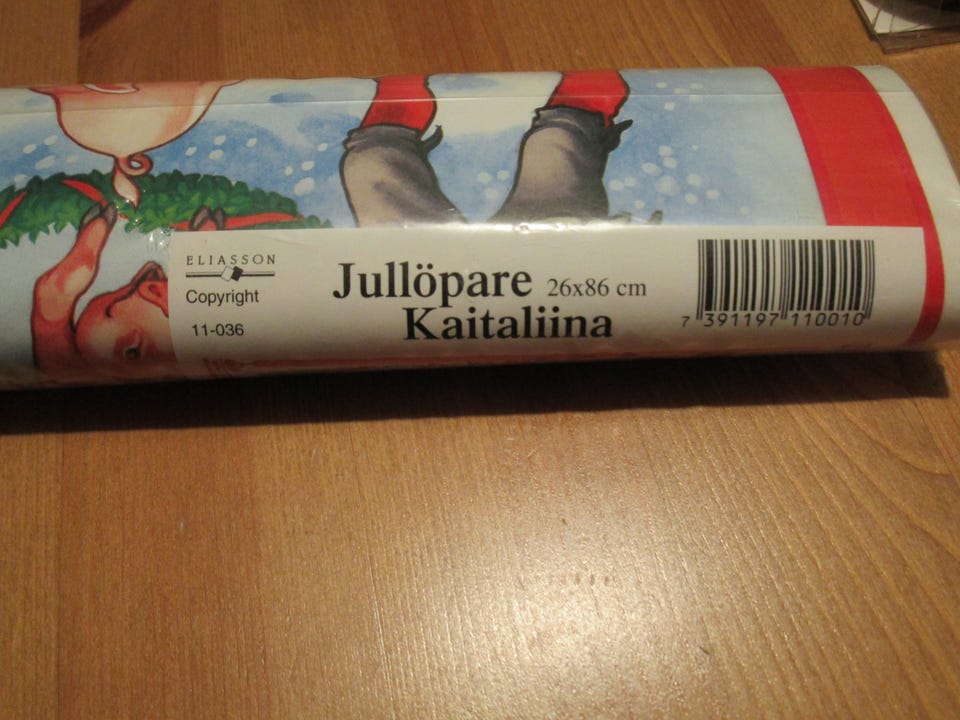 ELIASSON
Copyright
11-036
Jullöpare 26x86 cm
Kaitaliina
7 391197 110010